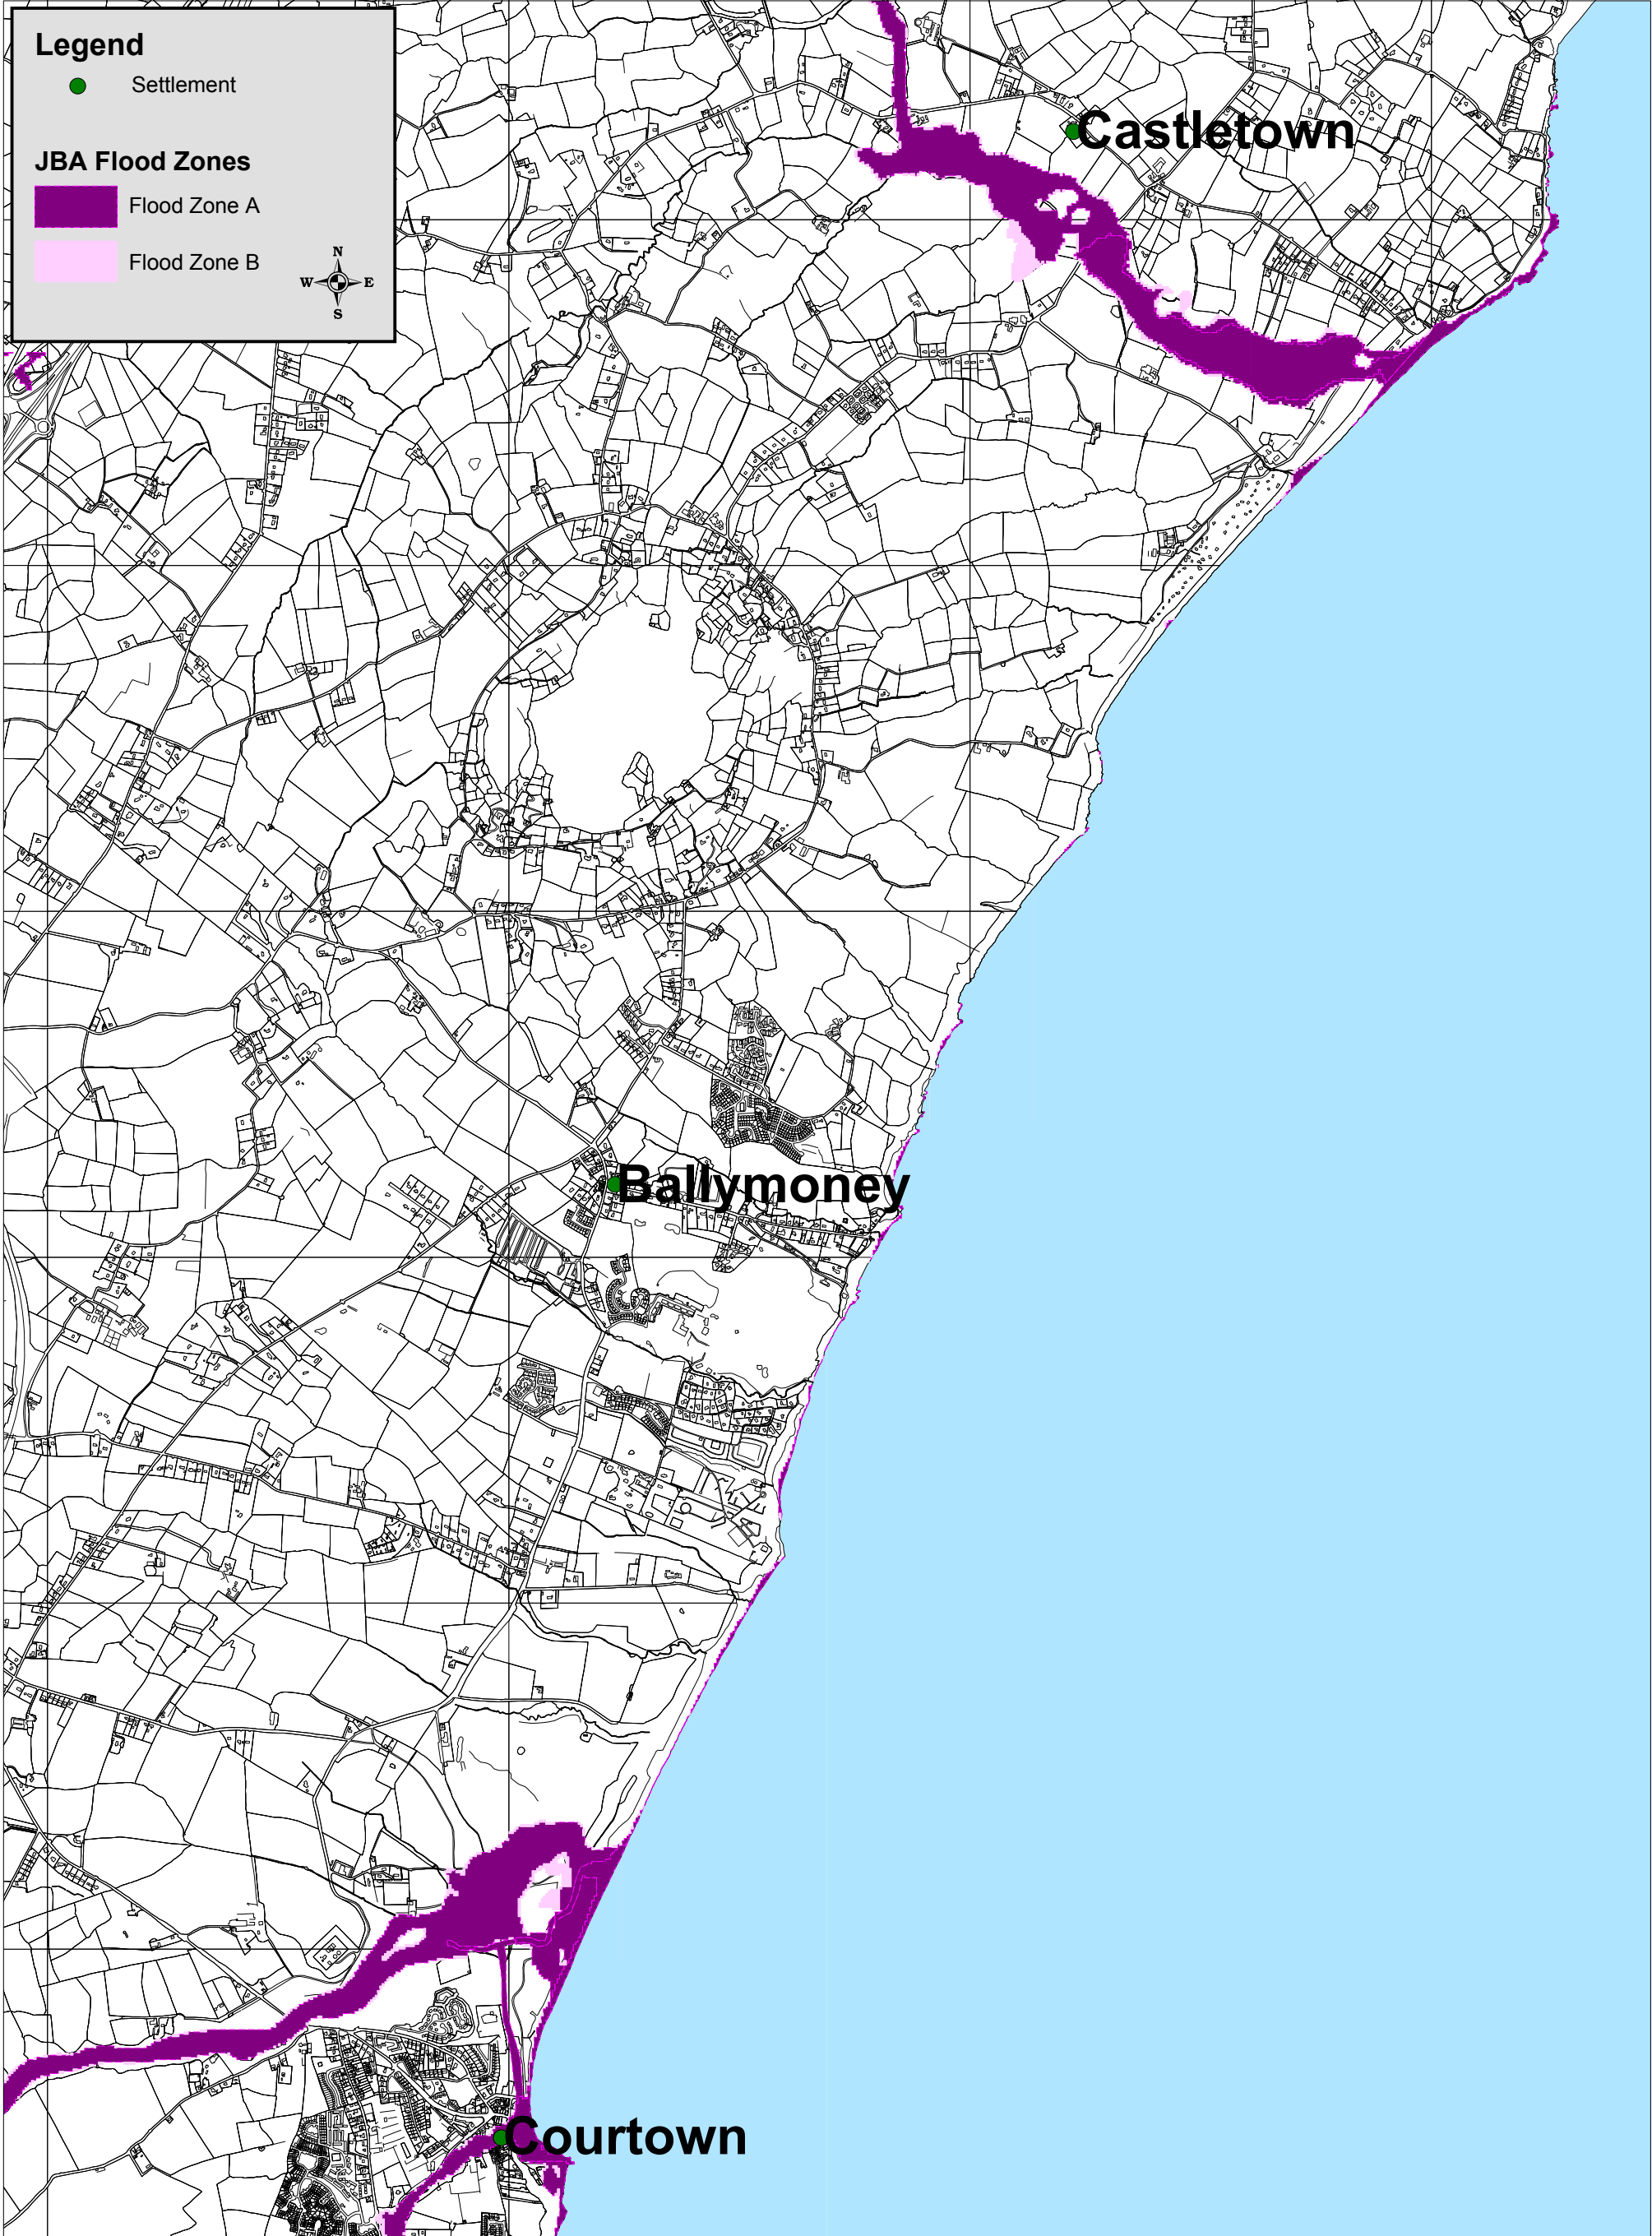 Legend
Settlement
JBA Flood Zones
Flood Zone A
Flood Zone B
N
W E
S
Castletown
Ballymoney
Courtown